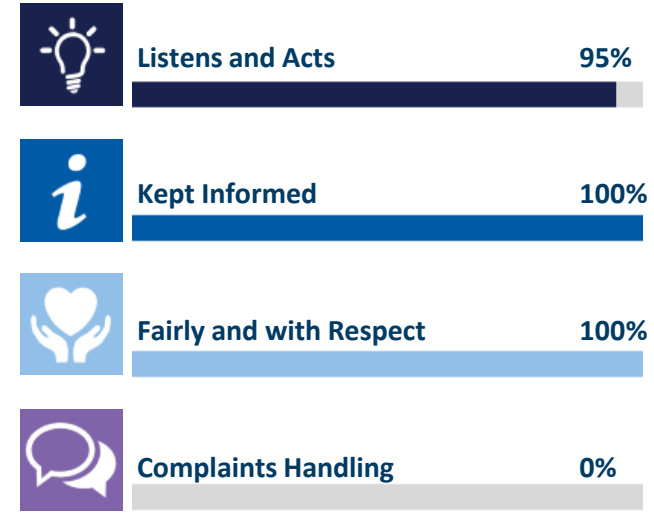 Listens and Acts 95%
Kept Informed 100%
Fairly and with Respect 100%
Complaints Handling 0%